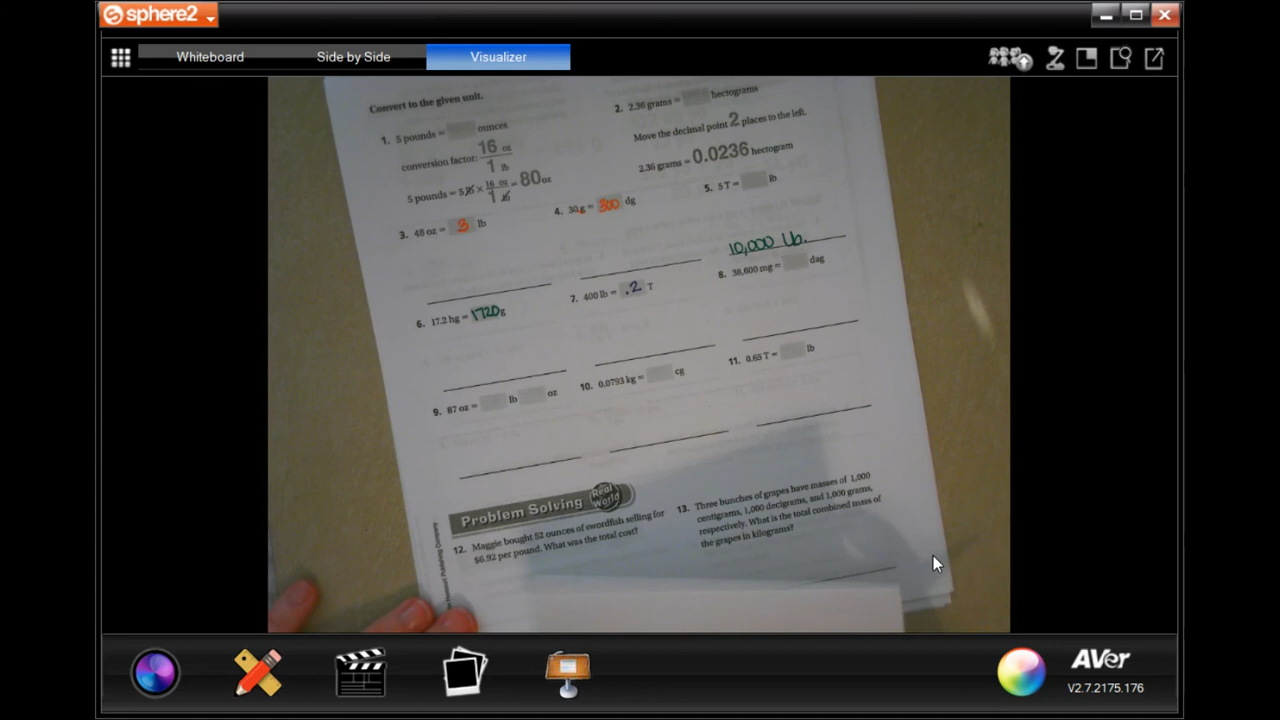 sphere2
Whiteboard Side by Side Visualizer
Convert to the given unit.
1. 5 pounds = ounces
conversion factor: 16 oz
1 lb
5 pounds = 5 lb × 16 oz = 80 oz
1 lb
2. 2.36 grams = hectograms
Move the decimal point 2 places to the left.
2.36 grams = 0.0236 hectogram
3. 48 oz = 3 lb
4. 30 g = 300 dg
5. 5 T = lb
10,000 Lb.
6. 17.2 hg = 1720 g
7. 400 lb = .2 T
8. 38,600 mg = dag
9. 87 oz = lb oz
10. 0.0793 kg = cg
11. 0.65 T = lb
Problem Solving Real World
12. Maggie bought 52 ounces of swordfish selling for
$6.92 per pound. What was the total cost?
13. Three bunches of grapes have masses of 1,000
centigrams, 1,000 decigrams, and 1,000 grams,
respectively. What is the total combined mass of
the grapes in kilograms?
Harcourt Publishing Company
AVer
V2.7.2175.176